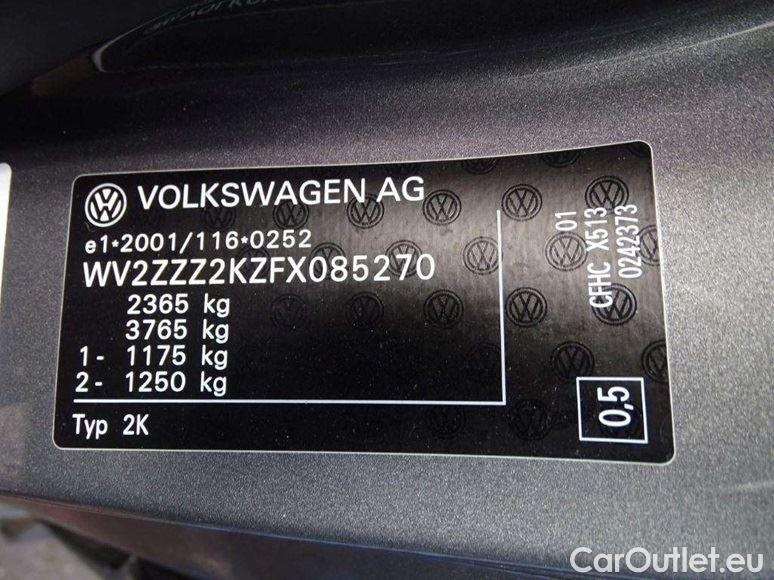 VOLKSWAGEN AG
e1*2001/116*0252
WV2ZZZ2KZFX085270
2365 kg
3765 kg
1- 1175 kg
2- 1250 kg
Typ 2K
01
CFHC X513
0242373
0,5
CarOutlet.eu